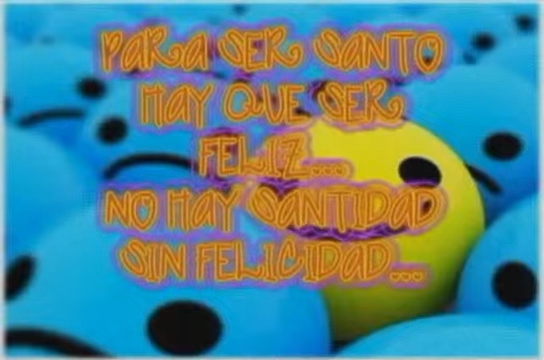 PARA SER SANTO
HAY QUE SER
FELIZ...
NO HAY SANTIDAD
SIN FELICIDAD...